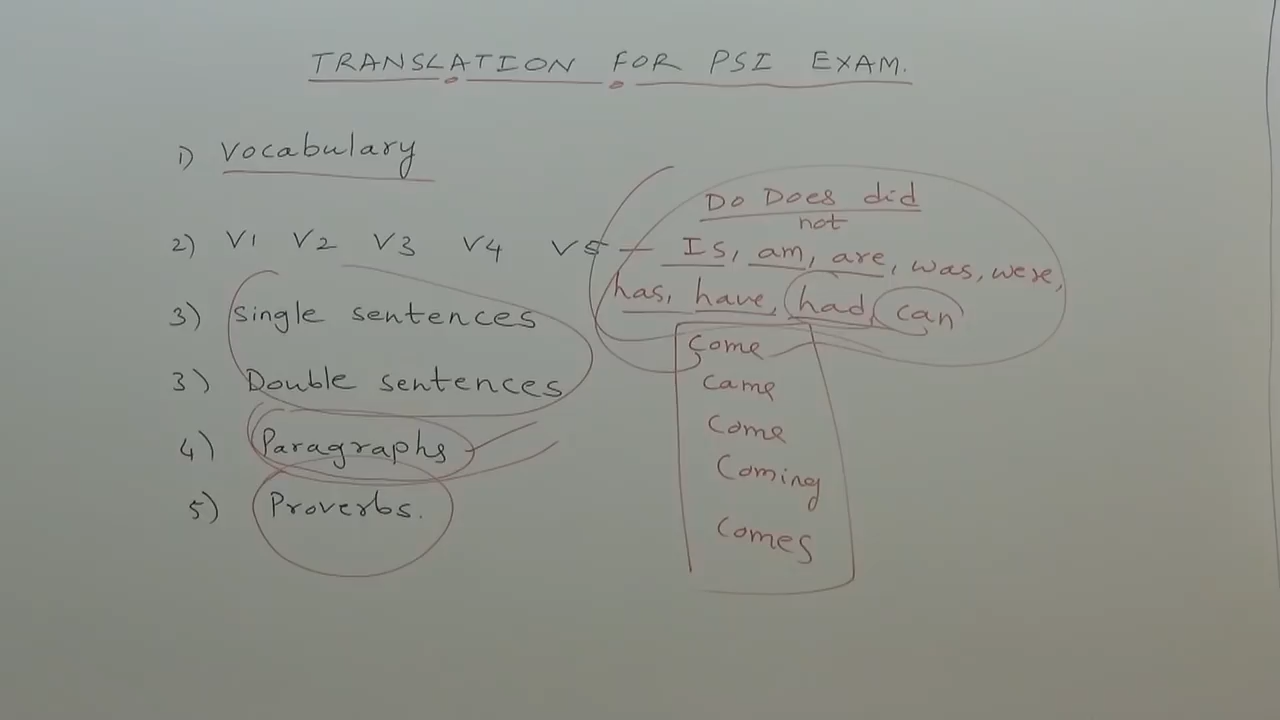 TRANSLATION FOR PSI EXAM.
1) Vocabulary
Do Does did
not
2) V1 V2 V3 V4 V5 — Is, am, are, was, were,
has, have, had, can
3) single sentences
come
3) Double sentences
came
come
4) Paragraphs
coming
5) Proverbs.
comes